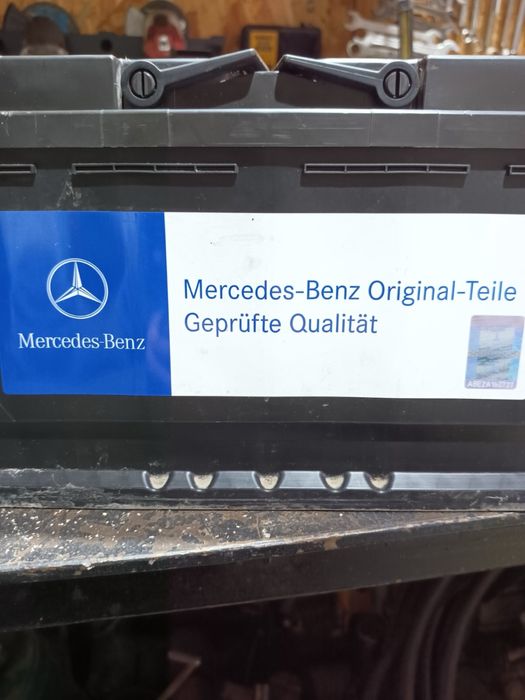 Mercedes-Benz Original-Teile
Geprüfte Qualität
Mercedes-Benz